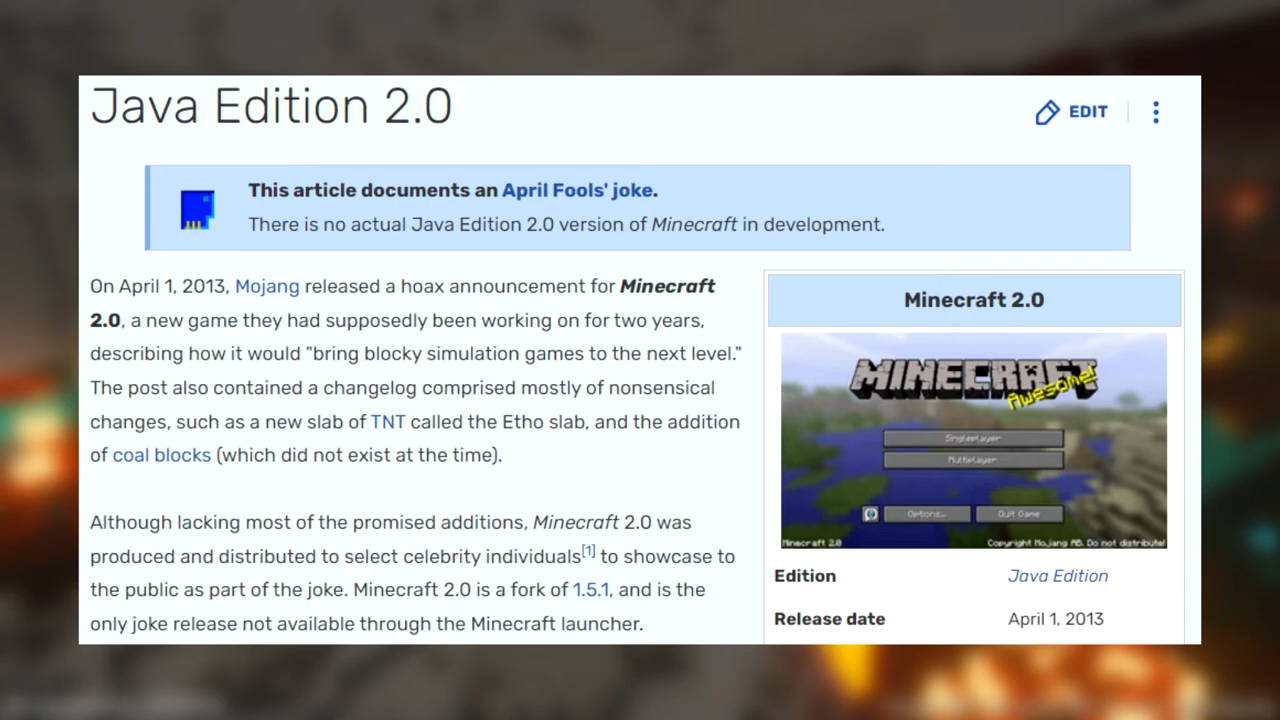 Java Edition 2.0
EDIT
This article documents an April Fools' joke.
There is no actual Java Edition 2.0 version of Minecraft in development.
On April 1, 2013, Mojang released a hoax announcement for Minecraft
2.0, a new game they had supposedly been working on for two years,
describing how it would "bring blocky simulation games to the next level."
The post also contained a changelog comprised mostly of nonsensical
changes, such as a new slab of TNT called the Etho slab, and the addition
of coal blocks (which did not exist at the time).
Although lacking most of the promised additions, Minecraft 2.0 was
produced and distributed to select celebrity individuals[1] to showcase to
the public as part of the joke. Minecraft 2.0 is a fork of 1.5.1, and is the
only joke release not available through the Minecraft launcher.
Minecraft 2.0
MINECRAFT
Awesome!
Singleplayer
Multiplayer
Options... Quit Game
Minecraft 2.0 Copyright Mojang AB. Do not distribute!
Edition Java Edition
Release date April 1, 2013